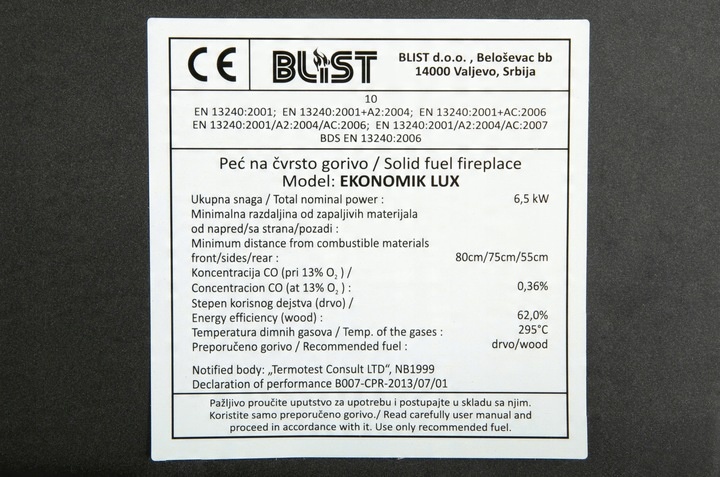 CE
BLIST
BLIST d.o.o. , Beloševac bb
14000 Valjevo, Srbija
10
EN 13240:2001; EN 13240:2001+A2:2004; EN 13240:2001+AC:2006
EN 13240:2001/A2:2004/AC:2006; EN 13240:2001/A2:2004/AC:2007
BDS EN 13240:2006
Peć na čvrsto gorivo / Solid fuel fireplace
Model: EKONOMIK LUX
Ukupna snaga / Total nominal power : 6,5 kW
Minimalna razdaljina od zapaljivih materijala
od napred/sa strana/pozadi :
Minimum distance from combustible materials
front/sides/rear : 80cm/75cm/55cm
Koncentracija CO (pri 13% O₂ ) /
Concentracion CO (at 13% O₂ ) : 0,36%
Stepen korisnog dejstva (drvo) /
Energy efficiency (wood) : 62,0%
Temperatura dimnih gasova / Temp. of the gases : 295°C
Preporučeno gorivo / Recommended fuel : drvo/wood
Notified body: „Termotest Consult LTD“, NB1999
Declaration of performance B007-CPR-2013/07/01
Pažljivo proučite uputstvo za upotrebu i postupajte u skladu sa njim.
Koristite samo preporučeno gorivo./ Read carefully user manual and
proceed in accordance with it. Use only recommended fuel.